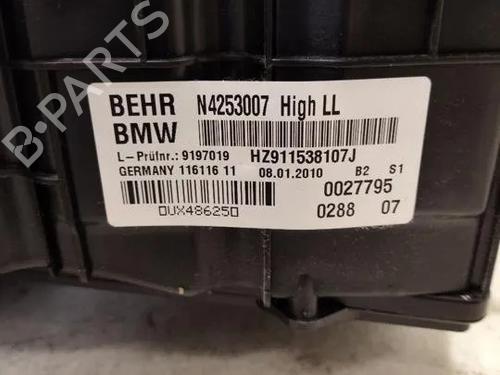 B-PARTS
BEHR N4253007 High LL
BMW
L-Prüfnr.: 9197019 HZ911538107J
GERMANY 116116 11 08.01.2010 B2 S1
0027795
0UX486250 0288 07